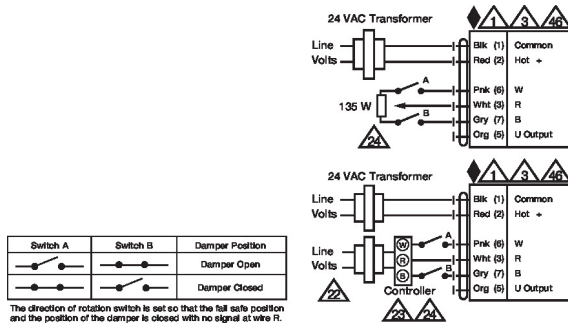 24 VAC Transformer
1 3 46
Line
Volts
Blk (1) Common
Red (2) Hot +
A
Pnk (6) W
135 W
Wht (3) R
B
Gry (7) B
Org (5) U Output
24
24 VAC Transformer
1 3 46
Line
Volts
Blk (1) Common
Red (2) Hot +
A
Line
Volts
W
Pnk (6) W
R
Wht (3) R
B
B
Gry (7) B
Controller
Org (5) U Output
22
23 24
Switch A Switch B Damper Position
Damper Open
Damper Closed
The direction of rotation switch is set so that the fail safe position
and the position of the damper is closed with no signal at wire R.